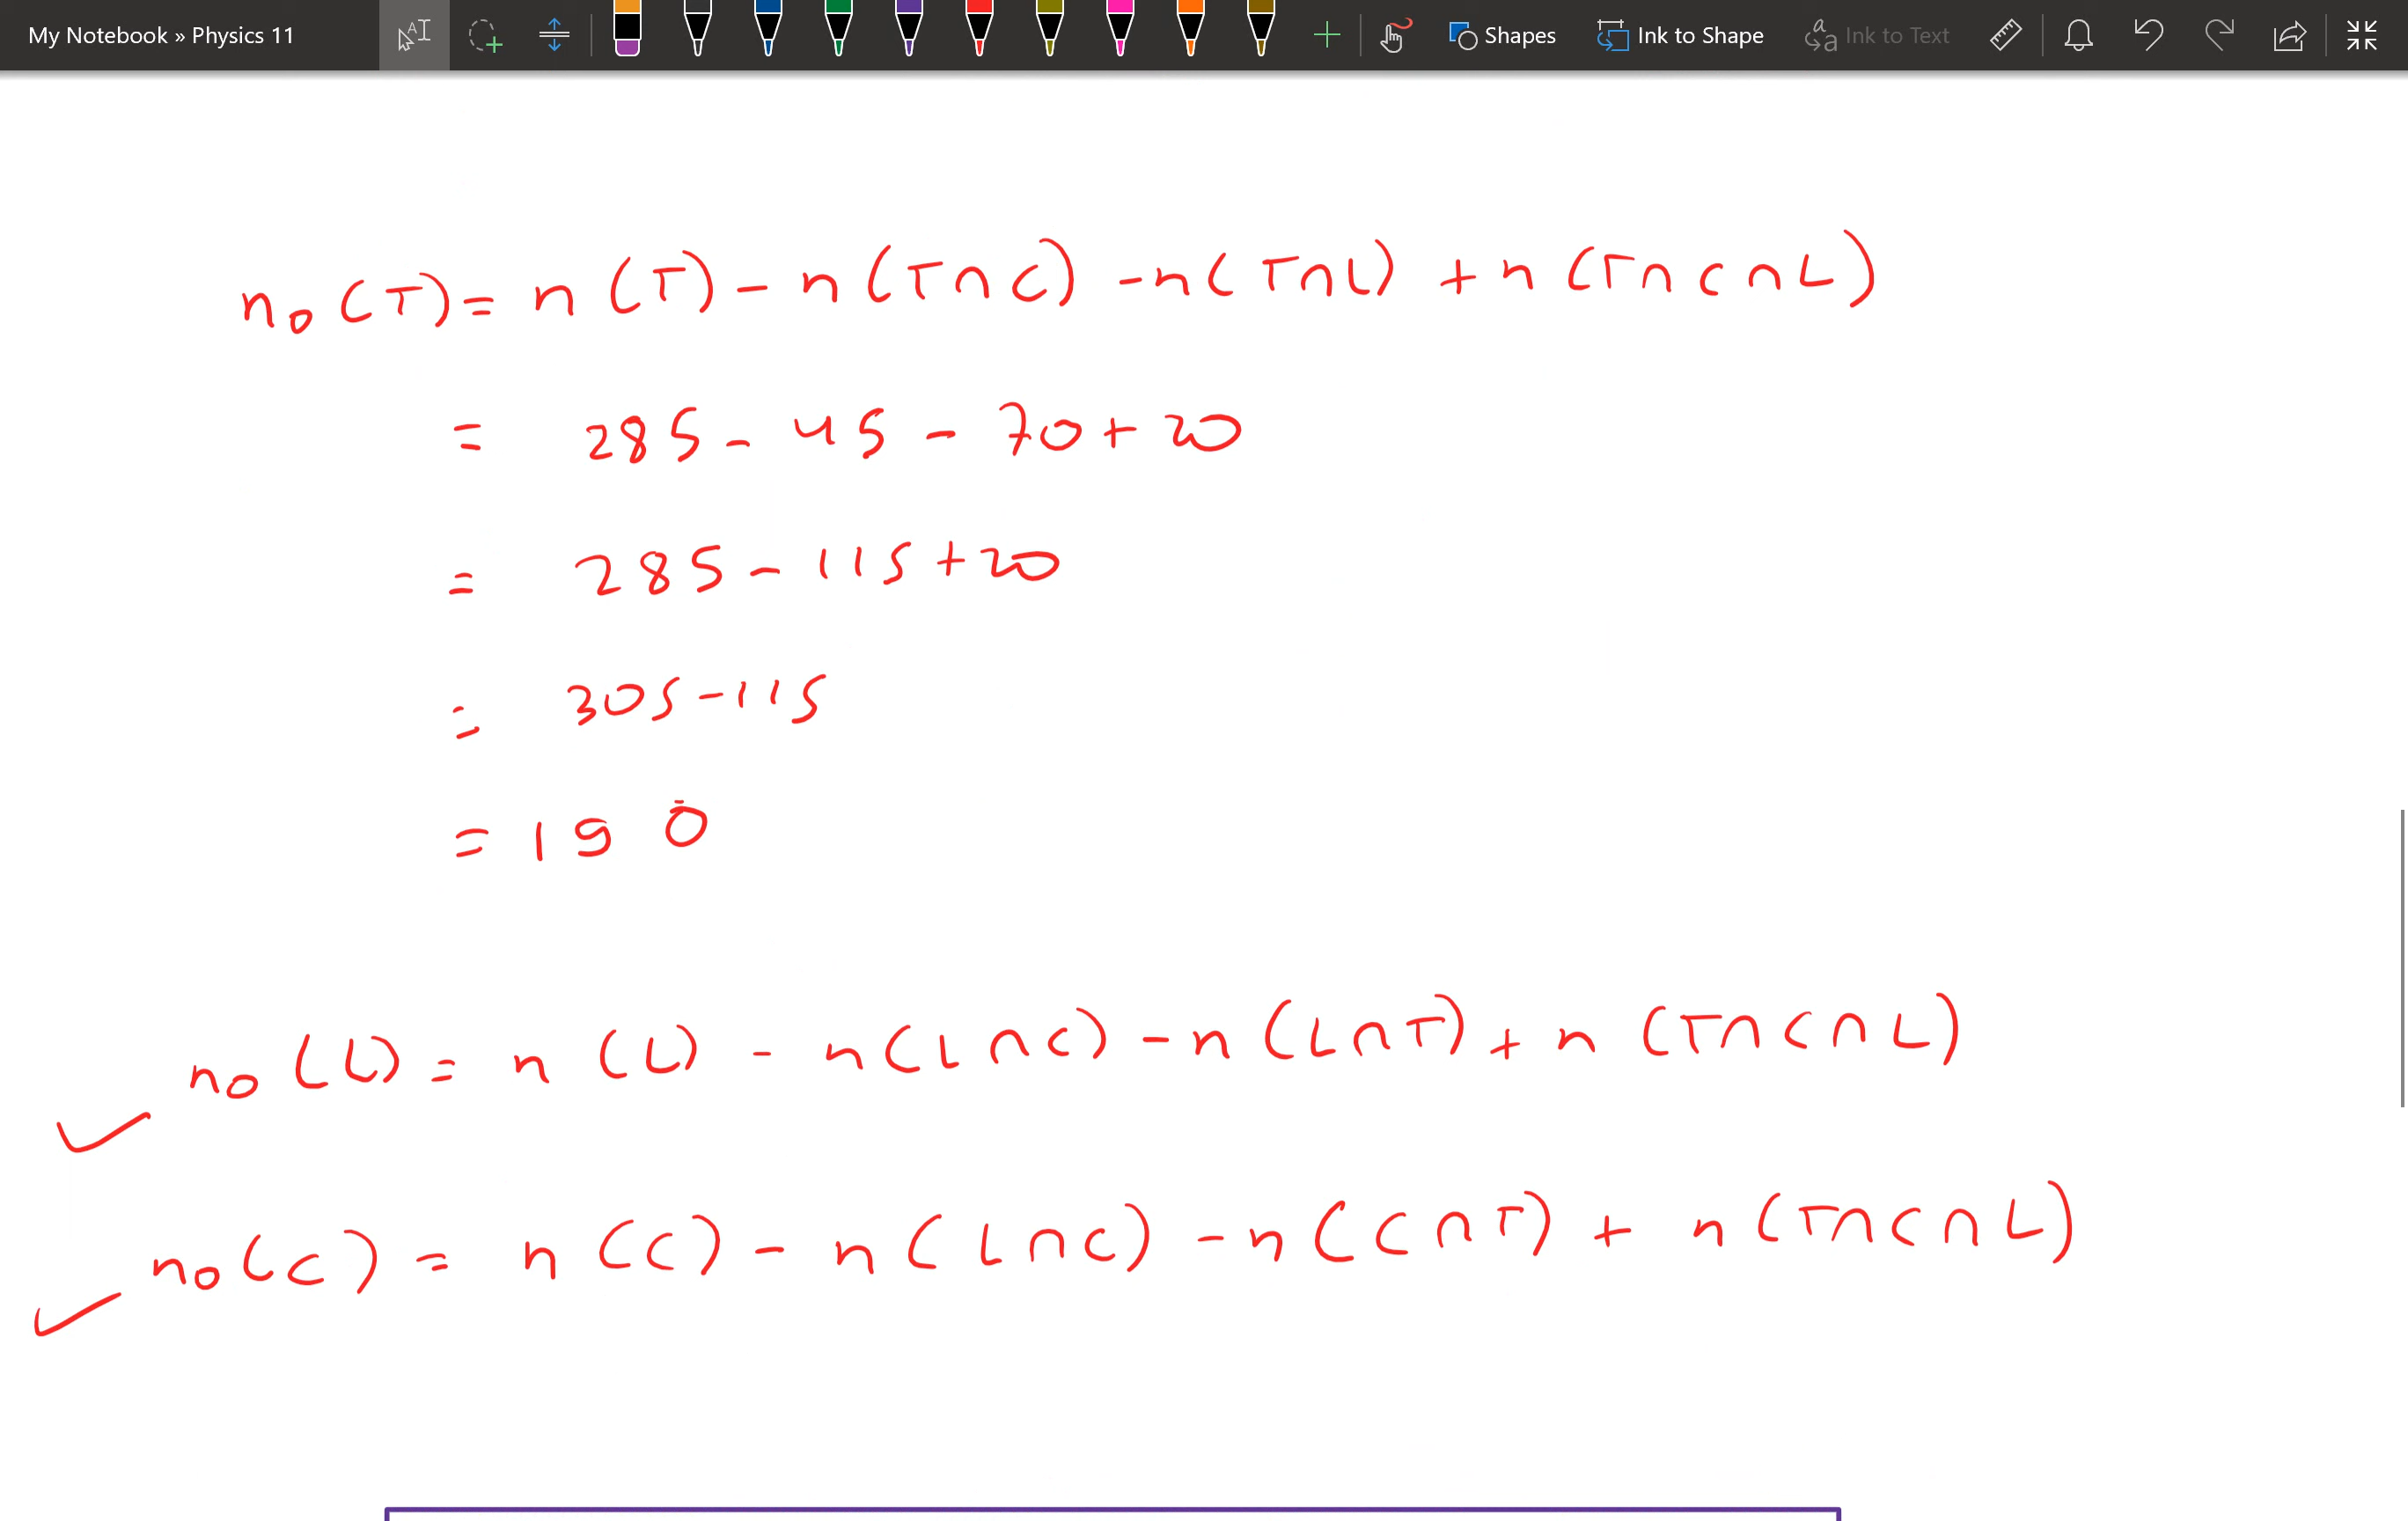 My Notebook » Physics 11 Shapes Ink to Shape Ink to Text
n₀(T) = n(T) - n(T∩C) - n(T∩L) + n(T∩C∩L)
= 285 - 45 - 70 + 20
= 285 - 115 + 20
= 305 - 115
= 190
n₀(L) = n(L) - n(L∩C) - n(L∩T) + n(T∩C∩L)
n₀(C) = n(C) - n(L∩C) - n(C∩T) + n(T∩C∩L)